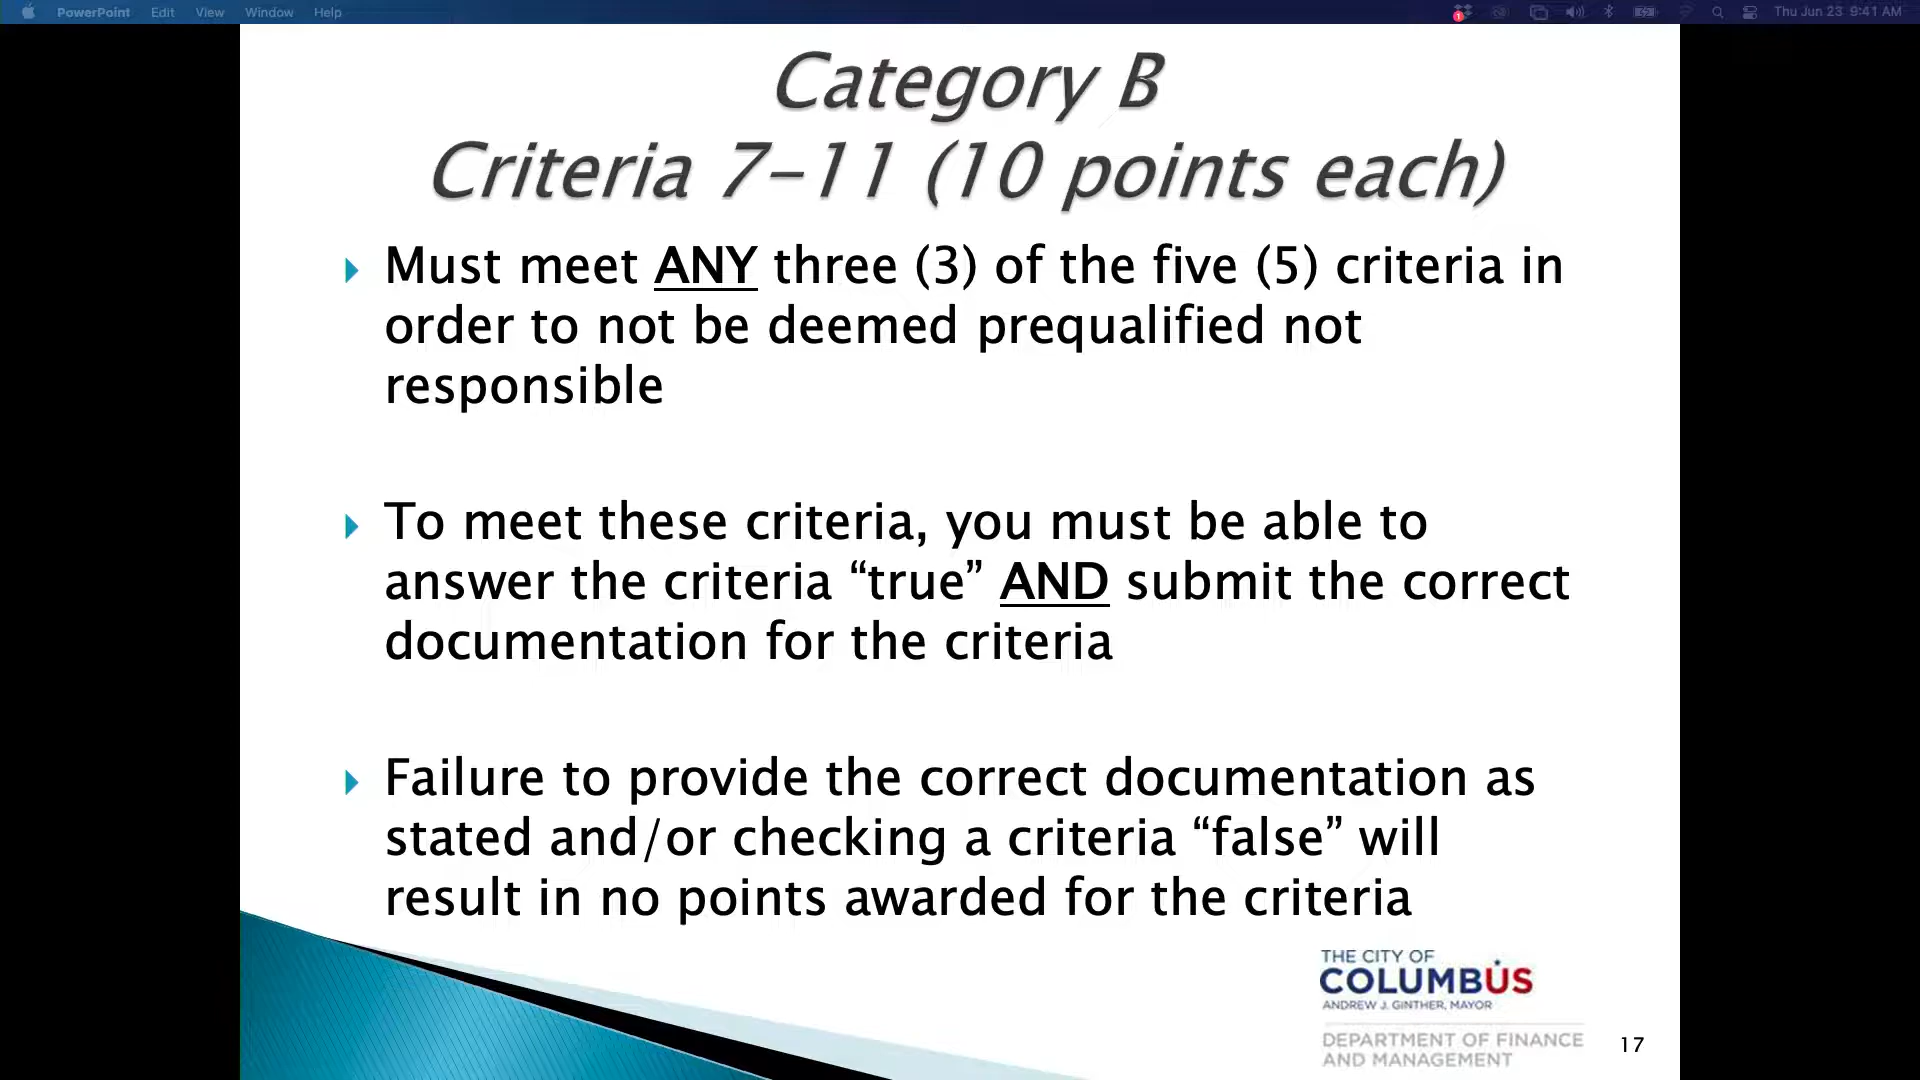 PowerPoint Edit View Window Help
1
Thu Jun 23 9:41 AM
Category B
Criteria 7-11 (10 points each)
Must meet ANY three (3) of the five (5) criteria in
order to not be deemed prequalified not
responsible
To meet these criteria, you must be able to
answer the criteria “true” AND submit the correct
documentation for the criteria
Failure to provide the correct documentation as
stated and/or checking a criteria “false” will
result in no points awarded for the criteria
THE CITY OF
COLUMBUS
ANDREW J. GINTHER, MAYOR
DEPARTMENT OF FINANCE
AND MANAGEMENT
17